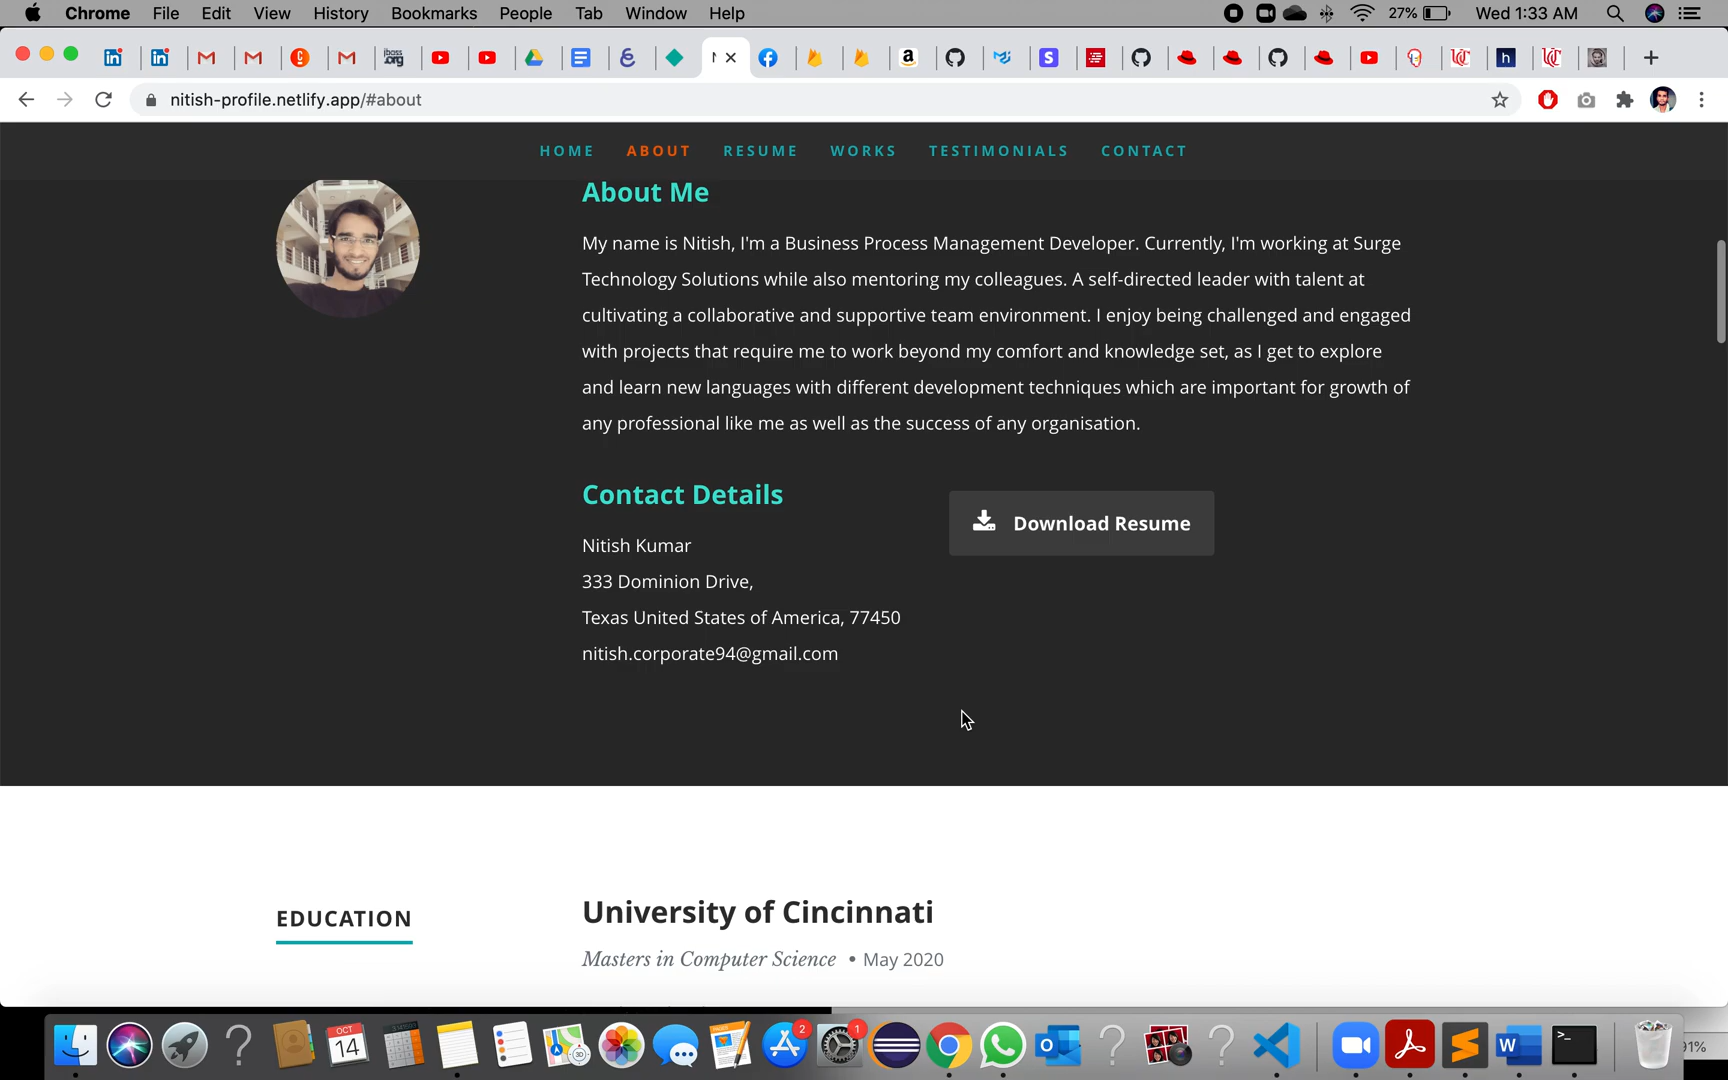 Chrome File Edit View History Bookmarks People Tab Window Help 27% Wed 1:33 AM
iboss.org
nitish-profile.netlify.app/#about
HOME ABOUT RESUME WORKS TESTIMONIALS CONTACT
About Me
My name is Nitish, I'm a Business Process Management Developer. Currently, I'm working at Surge
Technology Solutions while also mentoring my colleagues. A self-directed leader with talent at
cultivating a collaborative and supportive team environment. I enjoy being challenged and engaged
with projects that require me to work beyond my comfort and knowledge set, as I get to explore
and learn new languages with different development techniques which are important for growth of
any professional like me as well as the success of any organisation.
Contact Details
Download Resume
Nitish Kumar
333 Dominion Drive,
Texas United States of America, 77450
nitish.corporate94@gmail.com
EDUCATION
University of Cincinnati
Masters in Computer Science • May 2020
OCT
14
2
1
91%